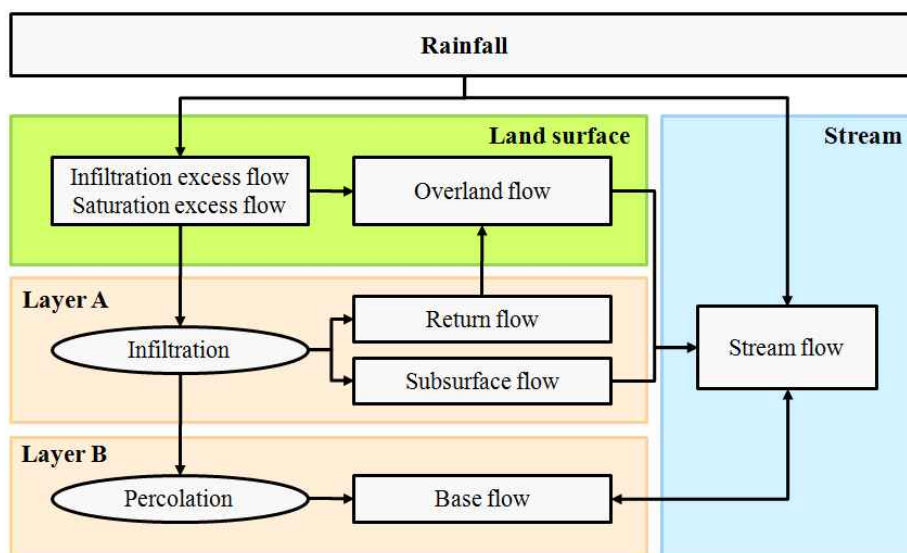 Rainfall
Land surface
Stream
Infiltration excess flow
Saturation excess flow
Overland flow
Layer A
Return flow
Infiltration
Stream flow
Subsurface flow
Layer B
Percolation
Base flow